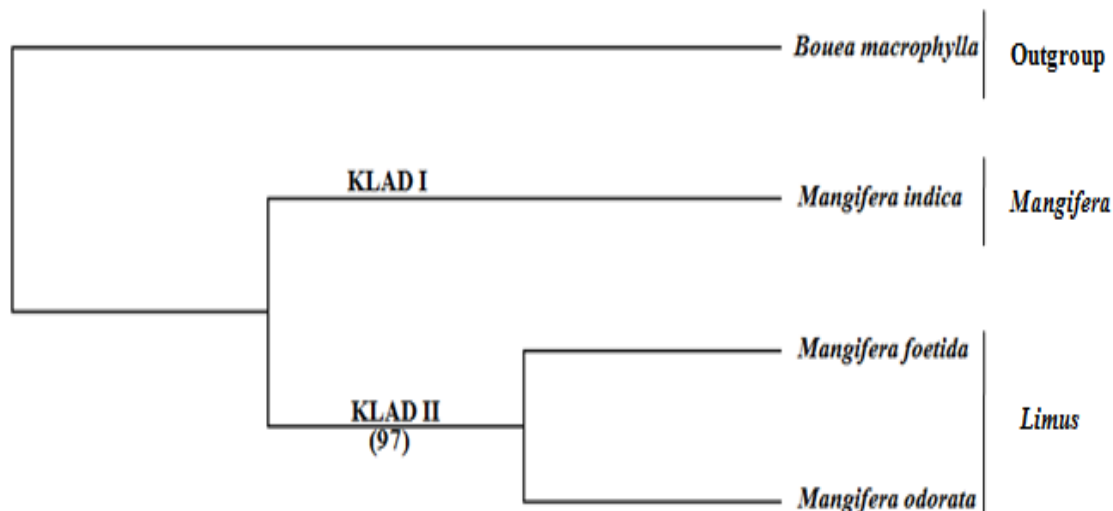 Bouea macrophylla
Outgroup
KLAD I
Mangifera indica
Mangifera
Mangifera foetida
KLAD II
(97)
Limus
Mangifera odorata